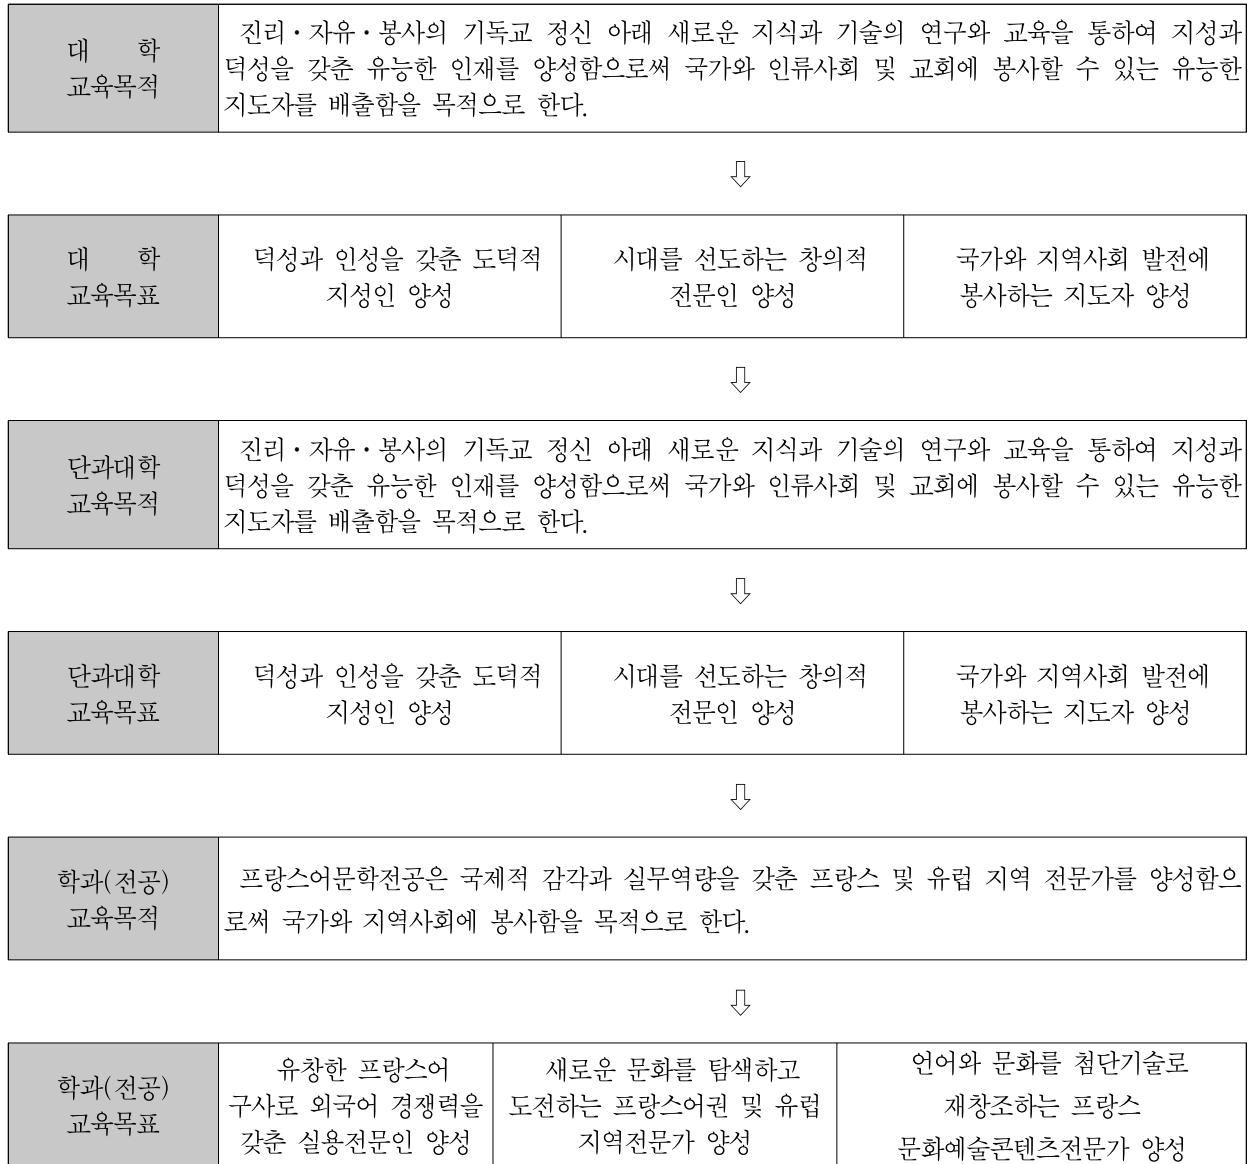 대 학
교육목적
진리·자유·봉사의 기독교 정신 아래 새로운 지식과 기술의 연구와 교육을 통하여 지성과
덕성을 갖춘 유능한 인재를 양성함으로써 국가와 인류사회 및 교회에 봉사할 수 있는 유능한
지도자를 배출함을 목적으로 한다.
⇩
대 학
교육목표
덕성과 인성을 갖춘 도덕적
지성인 양성
시대를 선도하는 창의적
전문인 양성
국가와 지역사회 발전에
봉사하는 지도자 양성
⇩
단과대학
교육목적
진리·자유·봉사의 기독교 정신 아래 새로운 지식과 기술의 연구와 교육을 통하여 지성과
덕성을 갖춘 유능한 인재를 양성함으로써 국가와 인류사회 및 교회에 봉사할 수 있는 유능한
지도자를 배출함을 목적으로 한다.
⇩
단과대학
교육목표
덕성과 인성을 갖춘 도덕적
지성인 양성
시대를 선도하는 창의적
전문인 양성
국가와 지역사회 발전에
봉사하는 지도자 양성
⇩
학과(전공)
교육목적
프랑스어문학전공은 국제적 감각과 실무역량을 갖춘 프랑스 및 유럽 지역 전문가를 양성함으
로써 국가와 지역사회에 봉사함을 목적으로 한다.
⇩
학과(전공)
교육목표
유창한 프랑스어
구사로 외국어 경쟁력을
갖춘 실용전문인 양성
새로운 문화를 탐색하고
도전하는 프랑스어권 및 유럽
지역전문가 양성
언어와 문화를 첨단기술로
재창조하는 프랑스
문화예술콘텐츠전문가 양성